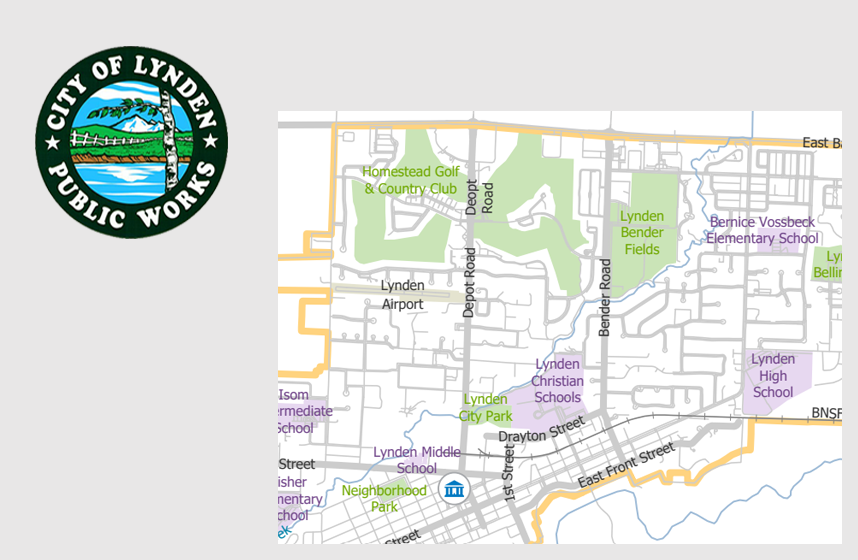 CITY OF LYNDEN
PUBLIC WORKS
East Ba
Homestead Golf
& Country Club
Deopt
Road
Lynden
Bender
Fields
Bernice Vossbeck
Elementary School
Ly
Bellin
Depot Road
Bender Road
Lynden
Airport
Lynden
Christian
Schools
Lynden
High
School
Isom
ermediate
School
Lynden
City Park
BNSF
Drayton Street
Lynden Middle
School
Street
1st Street
East Front Street
isher
mentary
chool
Neighborhood
Park
ek
Street